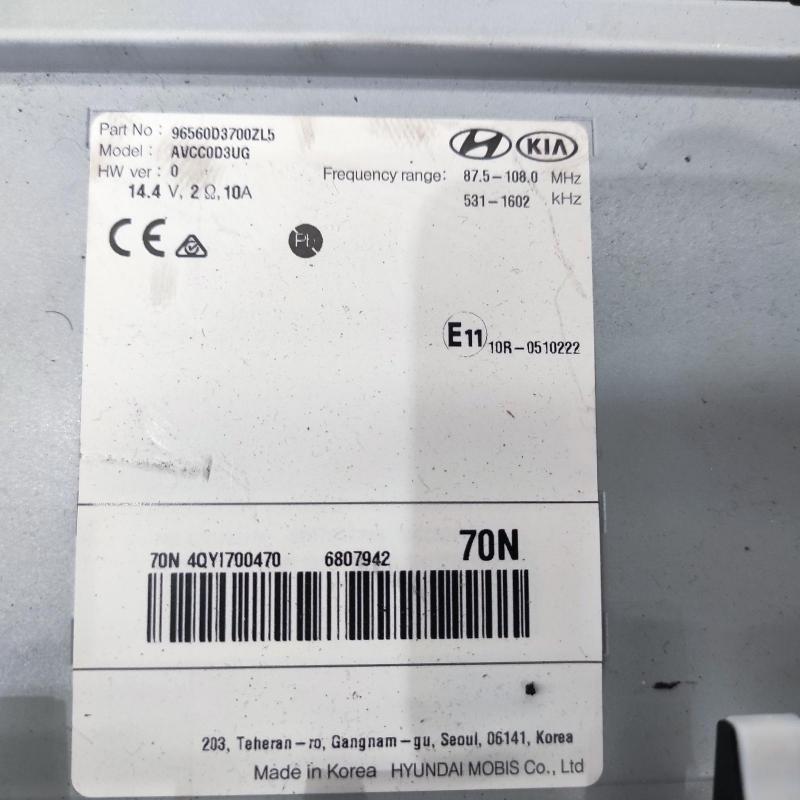 Part No : 96560D3700ZL5
Model : AVCC0D3UG
HW ver : 0
14.4 V, 2 Ω, 10A
KIA
Frequency range: 87.5-108.0 MHz
531-1602 kHz
CE
Pb
E11 10R-0510222
70N
70N 4QY1700470 6807942
203, Teheran-ro, Gangnam-gu, Seoul, 06141, Korea
Made in Korea HYUNDAI MOBIS Co., Ltd